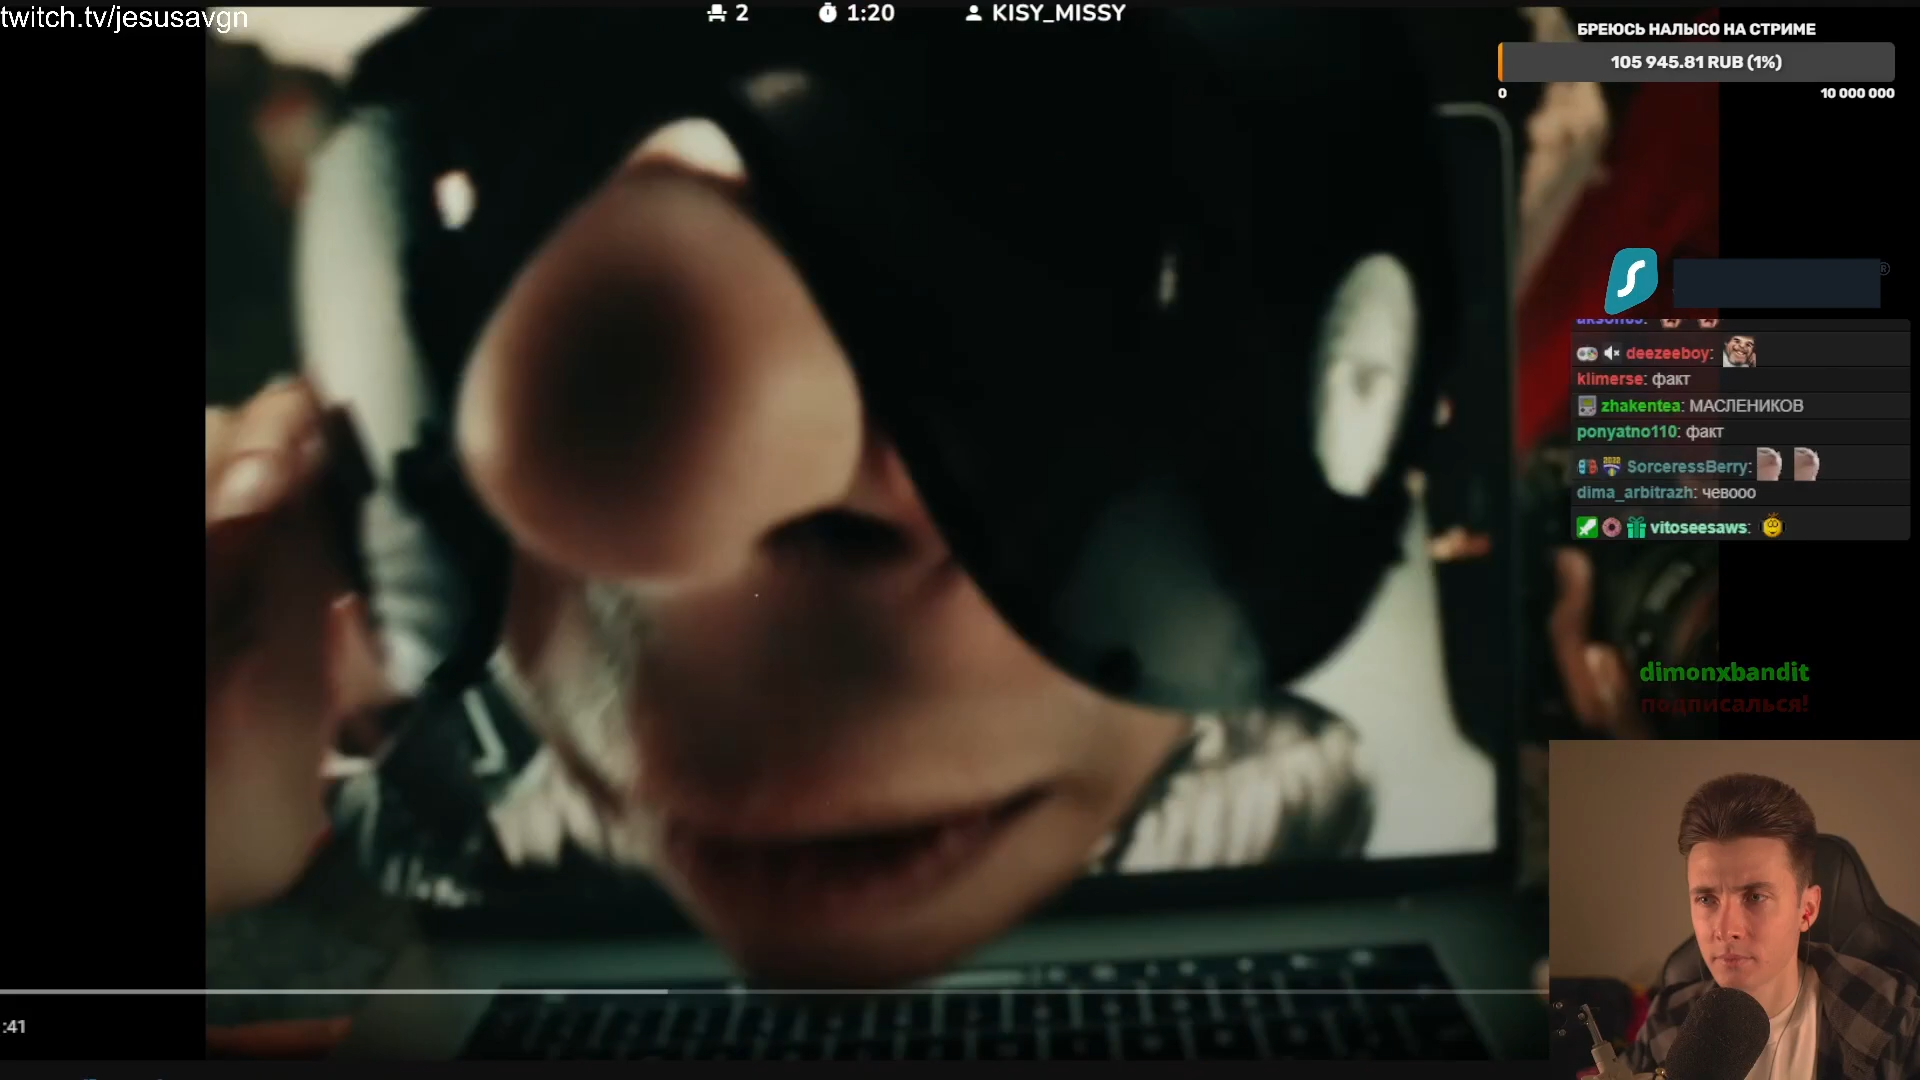 twitch.tv/jesusavgn
2
1:20
KISY_MISSY
БРЕЮСЬ НАЛЫСО НА СТРИМЕ
105 945.81 RUB (1%)
0
10 000 000
deezeeboy:
klimerse: факт
zhakentea: МАСЛЕНИКОВ
ponyatno110: факт
SorceressBerry:
dima_arbitrazh: чевооо
vitoseesaws:
dimonxbandit
подписалься!
:41